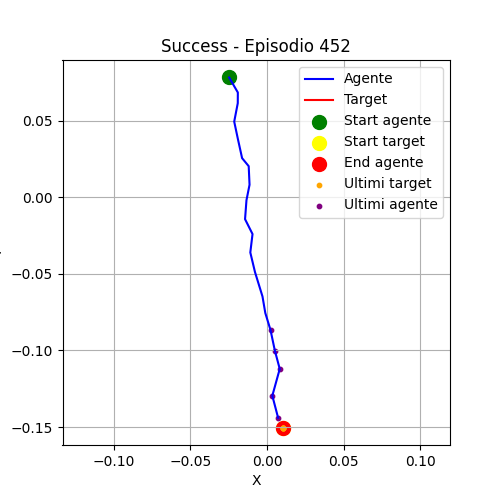 Success - Episodio 452
Agente
Target
Start agente
Start target
End agente
Ultimi target
Ultimi agente
0.05
0.00
−0.05
−0.10
−0.15
−0.10
−0.05
0.00
0.05
0.10
X